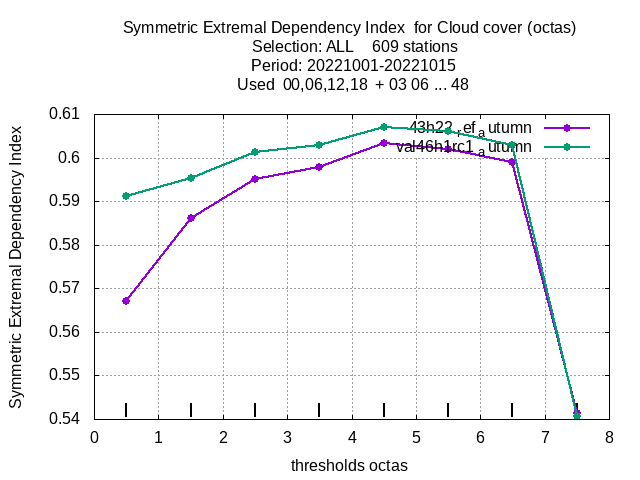 Symmetric Extremal Dependency Index  for Cloud cover (octas)
Selection: ALL    609 stations
Period: 20221001-20221015
Used  00,06,12,18  + 03 06 ... 48
0.61
0.6
0.59
0.58
0.57
0.56
0.55
0.54
Symmetric Extremal Dependency Index
43h22_ref_autumn
val46h1rc1_autumn
0 1 2 3 4 5 6 7 8
thresholds octas